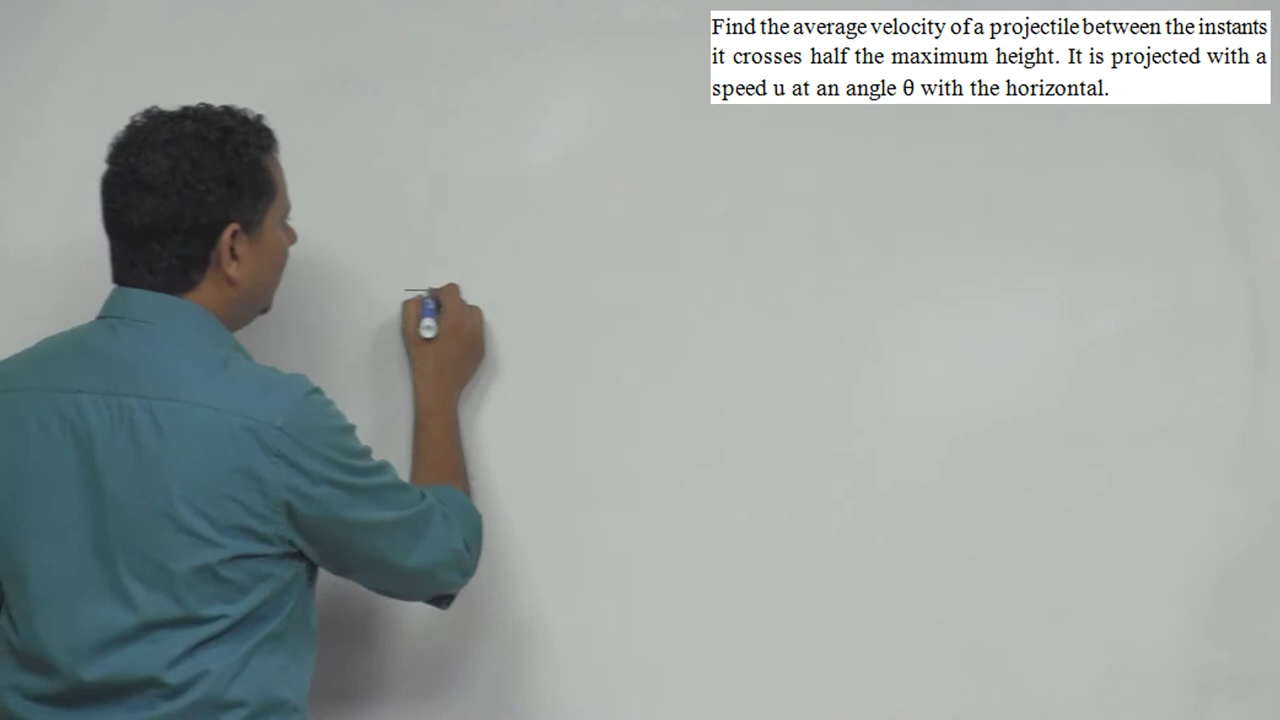 Find the average velocity of a projectile between the instants
it crosses half the maximum height. It is projected with a
speed u at an angle θ with the horizontal.